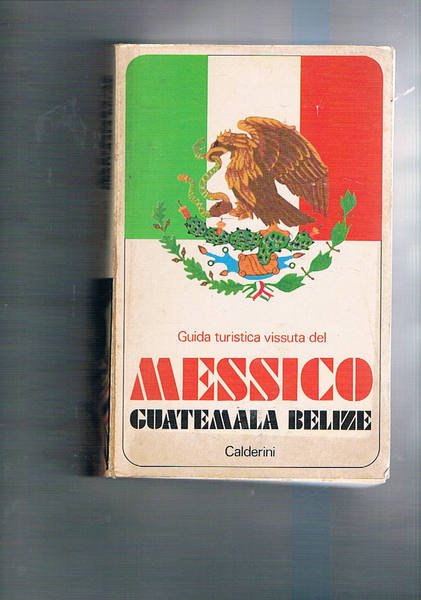 Guida turistica vissuta del
MESSICO
GUATEMALA BELIZE
Calderini